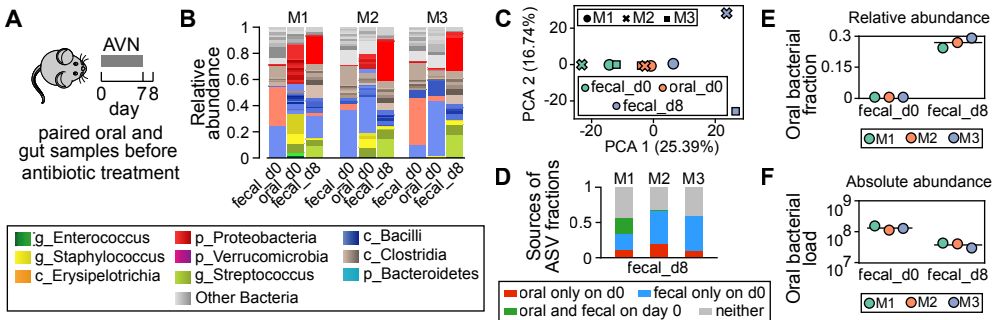 A
AVN
0
7
8
day
paired oral and
gut samples before
antibiotic treatment
B
M1 M2 M3
Relative
abundance
1
0.8
0.6
0.4
0.2
0
fecal_d0
oral_d0
fecal_d8
fecal_d0
oral_d0
fecal_d8
fecal_d0
oral_d0
fecal_d8
g_Enterococcus
p_Proteobacteria
c_Bacilli
g_Staphylococcus
p_Verrucomicrobia
c_Clostridia
c_Erysipelotrichia
g_Streptococcus
p_Bacteroidetes
Other Bacteria
C
PCA 2 (16.74%)
20
0
-20
M1 M2 M3
fecal_d0 oral_d0
fecal_d8
-20 0 20
PCA 1 (25.39%)
D
Sources of
ASV fractions
M1 M2 M3
1
0.5
0
fecal_d8
oral only on d0
fecal only on d0
oral and fecal on day 0
neither
E
Relative abundance
Oral bacterial
fraction
0.3
0.15
0
fecal_d0
fecal_d8
M1 M2 M3
F
Absolute abundance
Oral bacterial
load
10⁹
10⁸
10⁷
fecal_d0
fecal_d8
M1 M2 M3